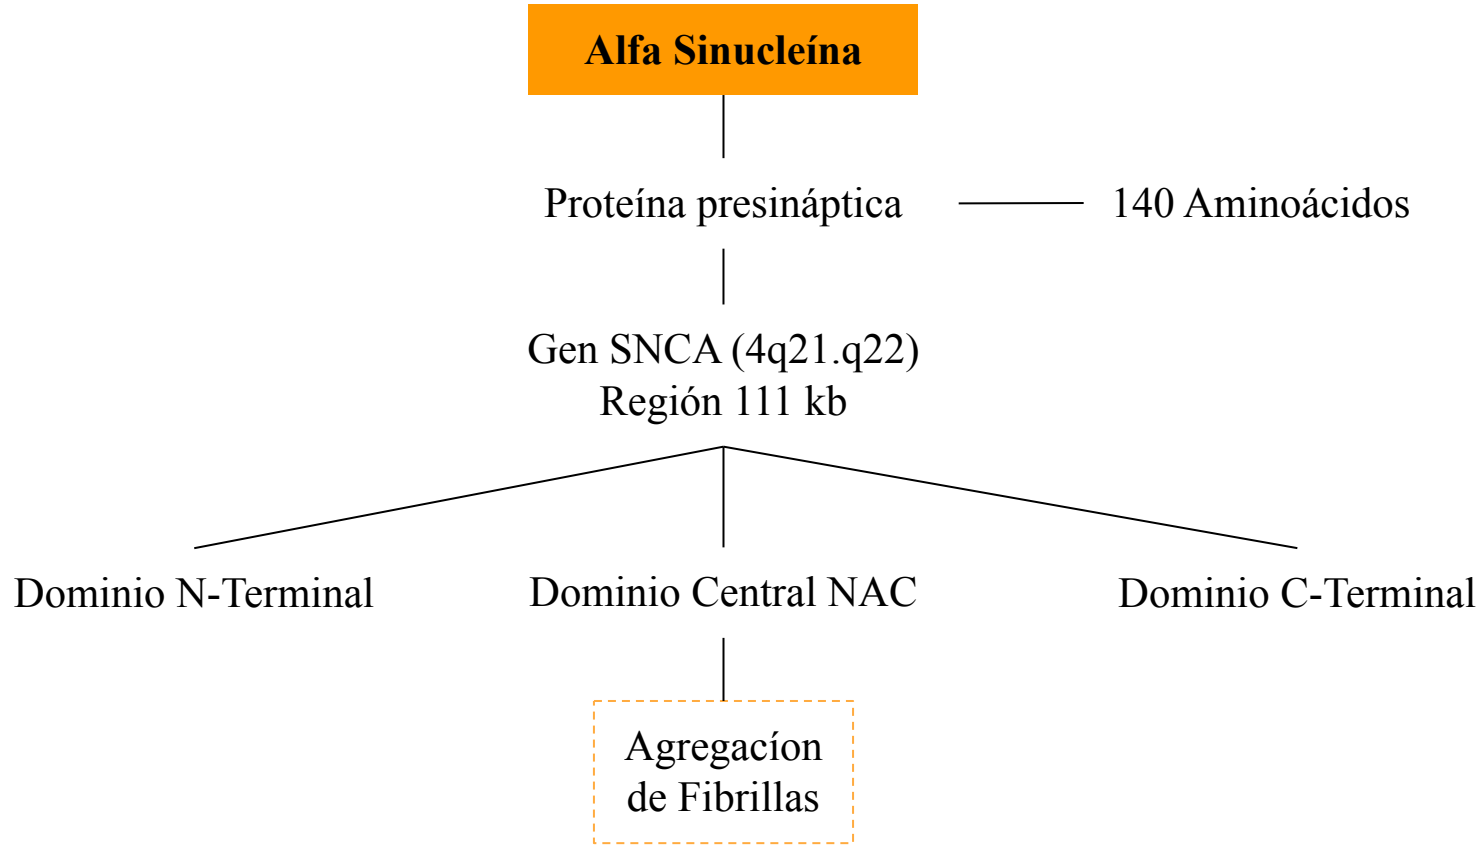 Alfa Sinucleína
Proteína presináptica
140 Aminoácidos
Gen SNCA (4q21.q22)
Región 111 kb
Dominio N-Terminal
Dominio Central NAC
Dominio C-Terminal
Agregacíon
de Fibrillas